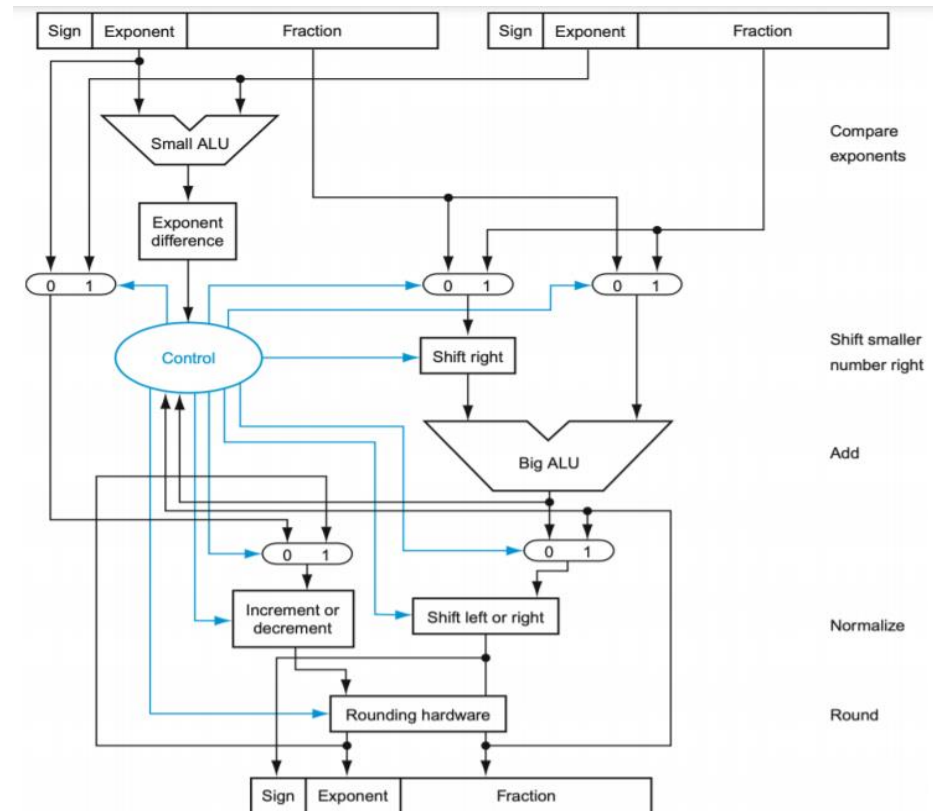 Sign Exponent Fraction
Sign Exponent Fraction
Small ALU
Compare
exponents
Exponent
difference
0 1
0 1
0 1
Control
Shift right
Shift smaller
number right
Big ALU
Add
0 1
0 1
Increment or
decrement
Shift left or right
Normalize
Rounding hardware
Round
Sign Exponent Fraction